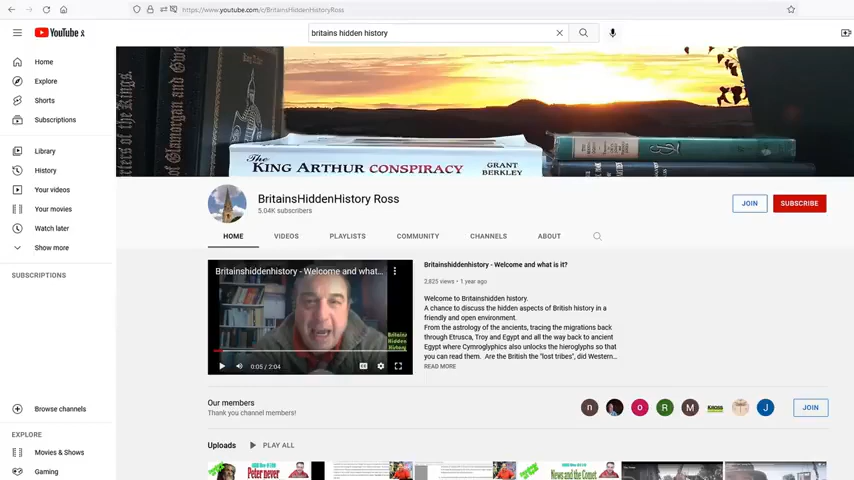 https://www.youtube.com/c/BritainsHiddenHistoryRoss
YouTube
britains hidden history
Home
Explore
Shorts
Subscriptions
Library
History
Your videos
Your movies
Watch later
Show more
SUBSCRIPTIONS
Browse channels
EXPLORE
Movies & Shows
Gaming
of Glamorgan and Gwe
The
KING ARTHUR CONSPIRACY
GRANT
BERKLEY
BritainsHiddenHistory Ross
5.04K subscribers
JOIN
SUBSCRIBE
HOME
VIDEOS
PLAYLISTS
COMMUNITY
CHANNELS
ABOUT
Britainshiddenhistory - Welcome and what...
Britains
Hidden
History
0:05 / 2:04
Britainshiddenhistory - Welcome and what is it?
2,825 views • 1 year ago
Welcome to Britainshidden history.
A chance to discuss the hidden aspects of British history in a
friendly and open environment.
From the astrology of the ancients, tracing the migrations back
through Etrusca, Troy and Egypt and all the way back to ancient
Egypt where Cymroglyphics also unlocks the hieroglyphs so that
you can read them. Are the British the "lost tribes", did Western...
READ MORE
Our members
Thank you channel members!
n
o
R
M
J
JOIN
Uploads
PLAY ALL
Peter never
News and the Comet